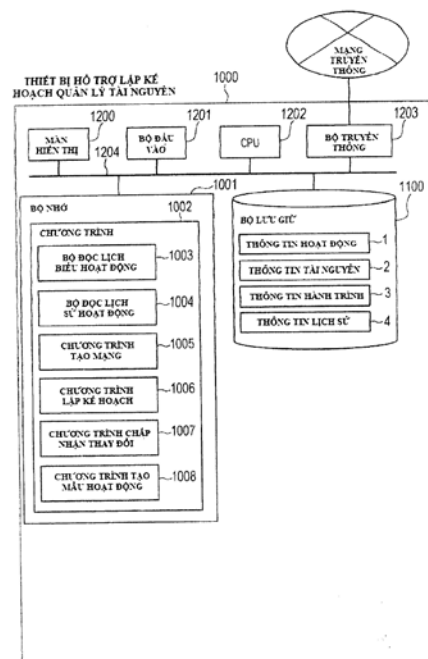 MẠNG
TRUYỀN
THÔNG
THIẾT BỊ HỖ TRỢ LẬP KẾ
HOẠCH QUẢN LÝ TÀI NGUYÊN
1000
1200
1201
1202
1203
MÀN
HIỂN THỊ
BỘ ĐẦU
VÀO
CPU
BỘ TRUYỀN
THÔNG
1204
1001
1100
BỘ NHỚ
1002
CHƯƠNG TRÌNH
BỘ ĐỌC LỊCH
BIỂU HOẠT ĐỘNG
1003
BỘ ĐỌC LỊCH
SỬ HOẠT ĐỘNG
1004
CHƯƠNG TRÌNH
TẠO MẠNG
1005
CHƯƠNG TRÌNH
LẬP KẾ HOẠCH
1006
CHƯƠNG TRÌNH CHẤP
NHẬN THAY ĐỔI
1007
CHƯƠNG TRÌNH TẠO
MẪU HOẠT ĐỘNG
1008
BỘ LƯU GIỮ
THÔNG TIN HOẠT ĐỘNG
1
THÔNG TIN TÀI NGUYÊN
2
THÔNG TIN HÀNH TRÌNH
3
THÔNG TIN LỊCH SỬ
4